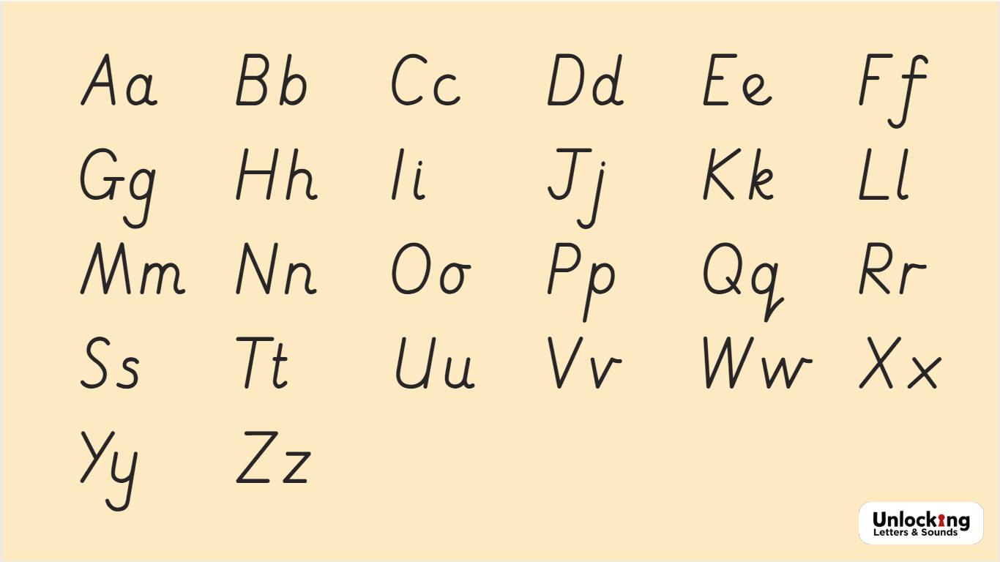 Aa Bb Cc Dd Ee Ff
Gg Hh Ii Jj Kk Ll
Mm Nn Oo Pp Qq Rr
Ss Tt Uu Vv Ww Xx
Yy Zz
Unlocking
Letters & Sounds